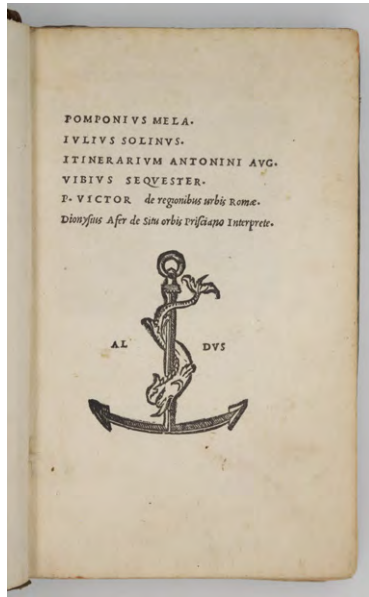 POMPONIVS MELA.
IVLIVS SOLINVS.
ITINERARIVM ANTONINI AVG.
VIBIVS SEQVESTER.
P. VICTOR de regionibus urbis Romæ.
Dionysius Afer de Situ orbis Prisciano Interprete.
AL DVS